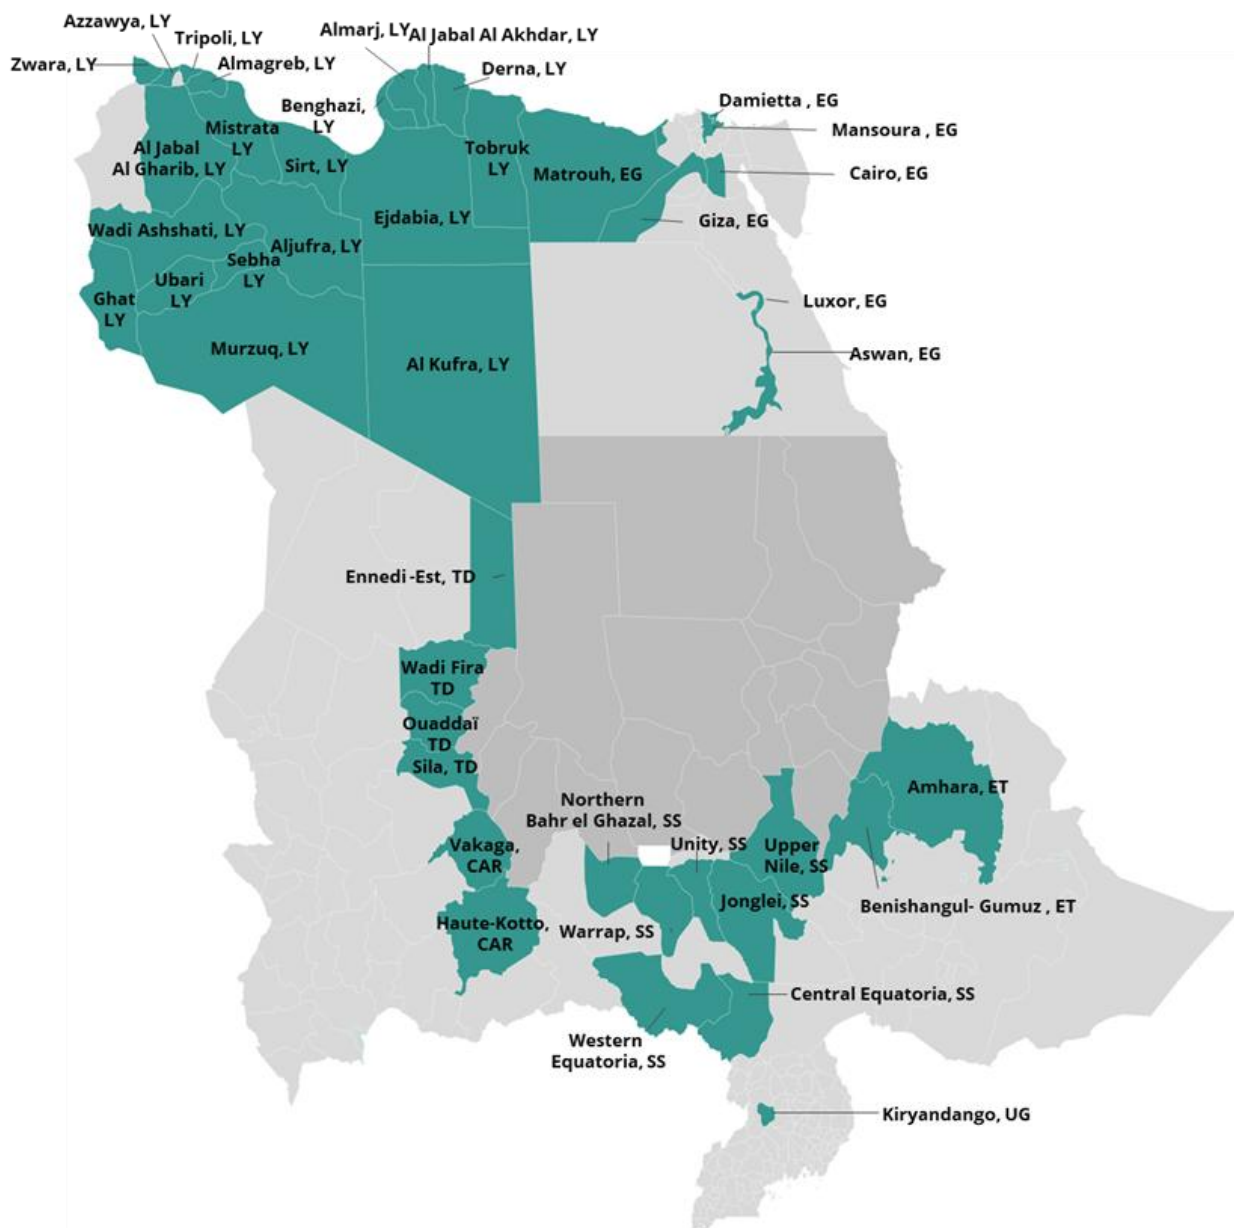 Azzawya, LY
Tripoli, LY
Almarj, LY
Al Jabal Al Akhdar, LY
Zwara, LY
Almagreb, LY
Derna, LY
Benghazi,
LY
Damietta , EG
Mansoura , EG
Mistrata
LY
Al Jabal
Al Gharib, LY
Sirt, LY
Tobruk
LY
Matrouh, EG
Cairo, EG
Ejdabia, LY
Giza, EG
Wadi Ashshati, LY
Aljufra, LY
Sebha
LY
Ubari
LY
Ghat
LY
Luxor, EG
Murzuq, LY
Al Kufra, LY
Aswan, EG
Ennedi -Est, TD
Wadi Fira
TD
Ouaddaï
TD
Sila, TD
Amhara, ET
Northern
Bahr el Ghazal, SS
Unity, SS
Upper
Nile, SS
Vakaga,
CAR
Jonglei, SS
Benishangul- Gumuz , ET
Haute-Kotto,
CAR
Warrap, SS
Central Equatoria, SS
Western
Equatoria, SS
Kiryandango, UG